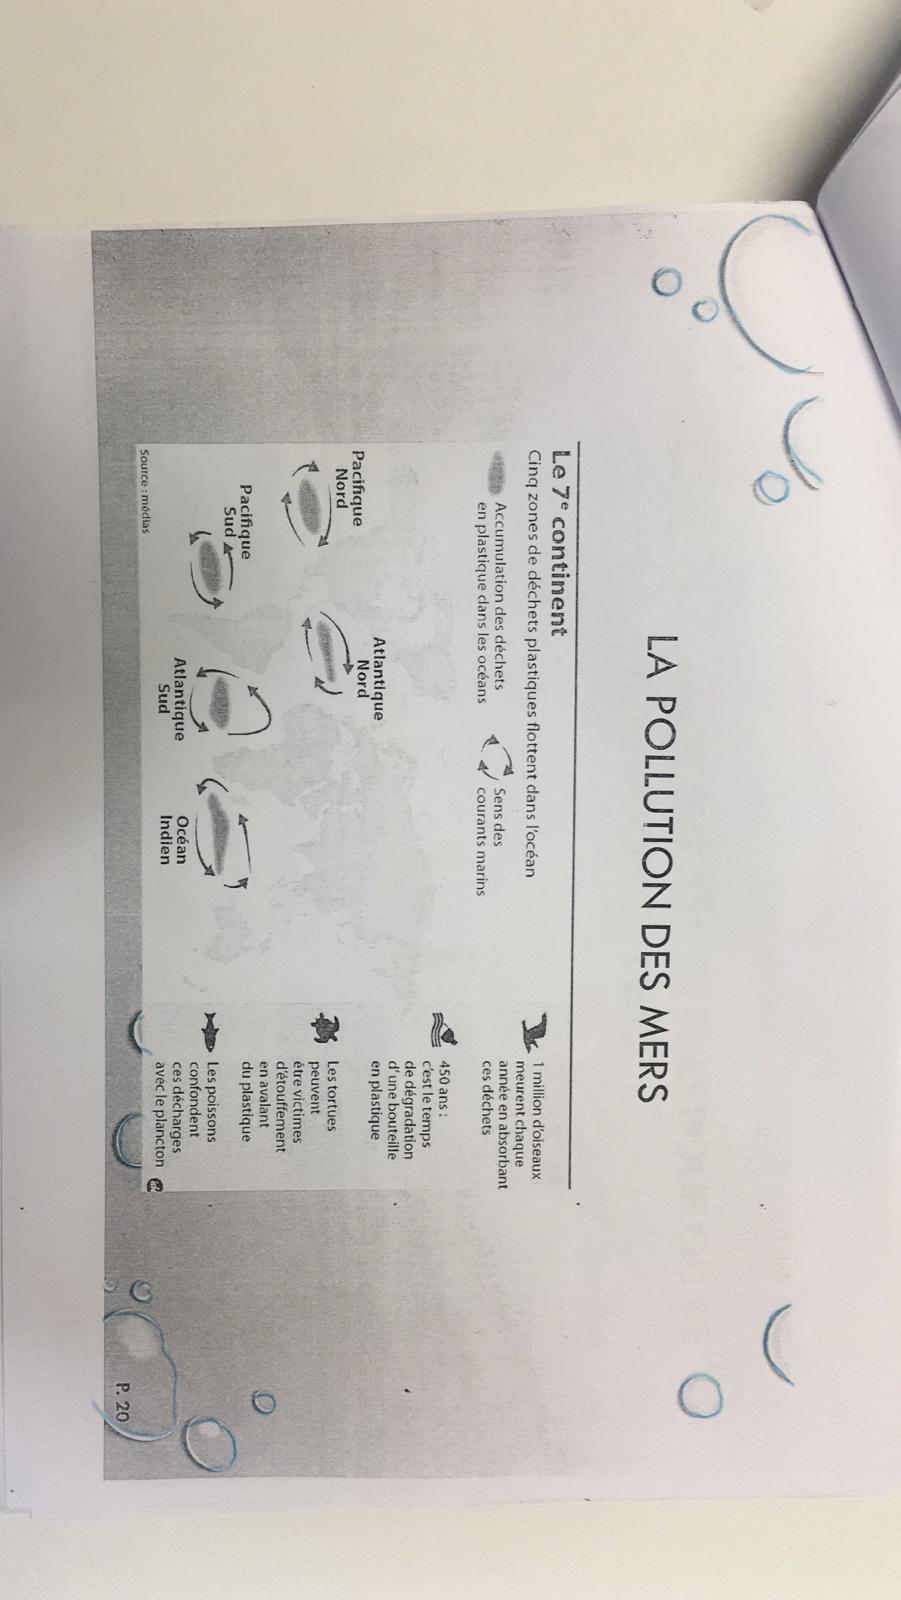 LA POLLUTION DES MERS
Le 7e continent
Cinq zones de déchets plastiques flottent dans l'océan
Accumulation des déchets
en plastique dans les océans
Sens des
courants marins
Pacifique
Nord
Atlantique
Nord
Pacifique
Sud
Atlantique
Sud
Océan
Indien
Source : médias
1 million d'oiseaux
meurent chaque
année en absorbant
ces déchets
450 ans :
c'est le temps
de dégradation
d'une bouteille
en plastique
Les tortues
peuvent
être victimes
d'étouffement
en avalant
du plastique
Les poissons
confondent
ces décharges
avec le plancton
P. 20